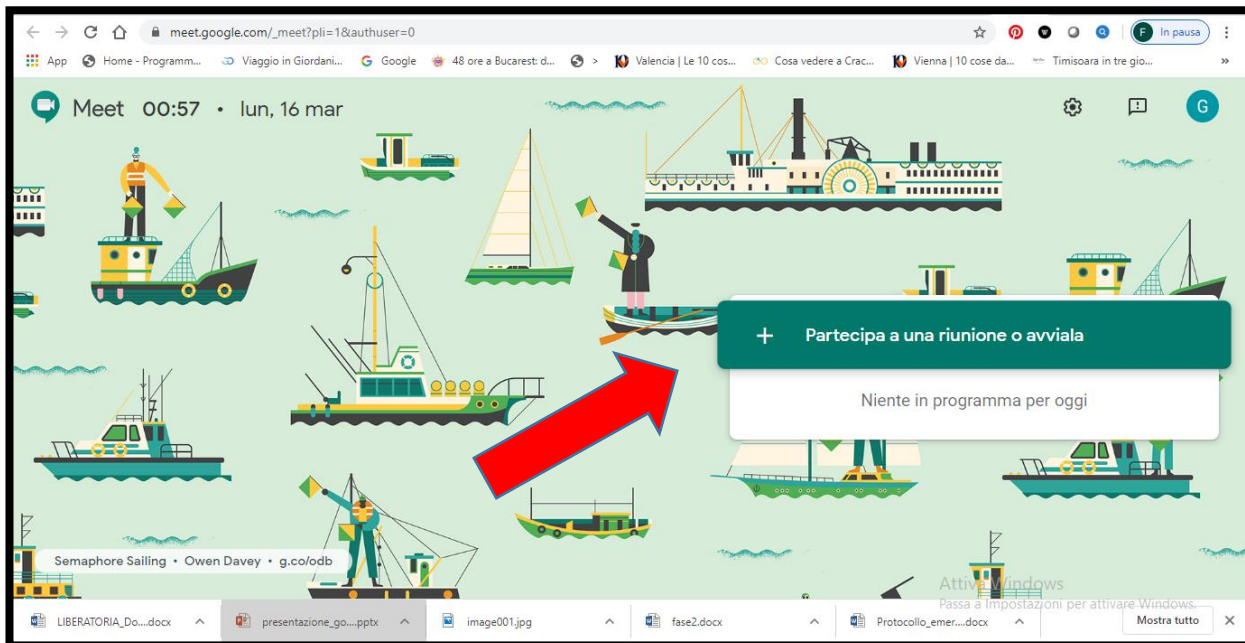 meet.google.com/_meet?pli=1&authuser=0
F In pausa
App Home - Programm... Viaggio in Giordani... Google 48 ore a Bucarest: d... > Valencia | Le 10 cos... Cosa vedere a Crac... Vienna | 10 cose da... Timisoara in tre gio... »
Meet 00:57 • lun, 16 mar
G
+ Partecipa a una riunione o avviala
Niente in programma per oggi
Semaphore Sailing • Owen Davey • g.co/odb
Attiva Windows
Passa a Impostazioni per attivare Windows.
LIBERATORIA_Do....docx presentazione_go....pptx image001.jpg fase2.docx Protocollo_emer....docx Mostra tutto